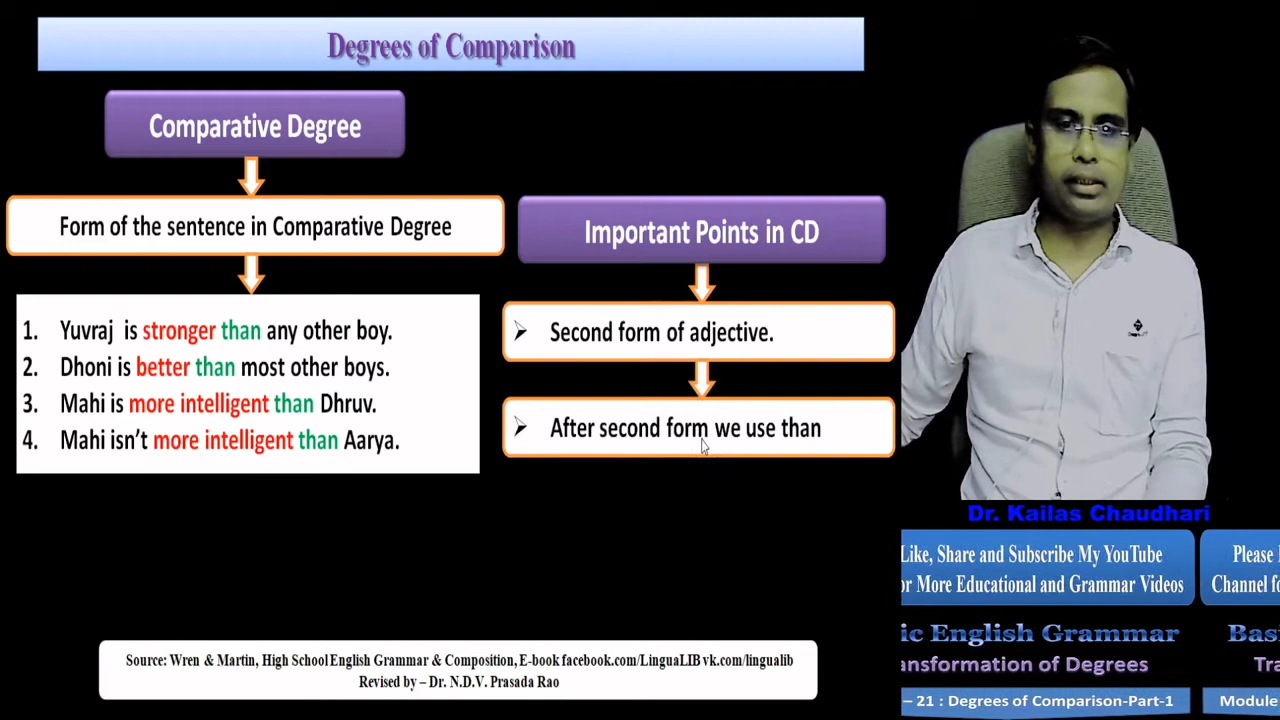 Degrees of Comparison
Comparative Degree
Form of the sentence in Comparative Degree
1. Yuvraj is stronger than any other boy.
2. Dhoni is better than most other boys.
3. Mahi is more intelligent than Dhruv.
4. Mahi isn't more intelligent than Aarya.
Important Points in CD
➢ Second form of adjective.
➢ After second form we use than
Dr. Kailas Chaudhari
Like, Share and Subscribe My YouTube
or More Educational and Grammar Videos
ic English Grammar
ansformation of Degrees
– 21 : Degrees of Comparison-Part-1
Please
Channel fo
Bas
Tra
Module
Source: Wren & Martin, High School English Grammar & Composition, E-book facebook.com/LinguaLIB vk.com/lingualib
Revised by – Dr. N.D.V. Prasada Rao